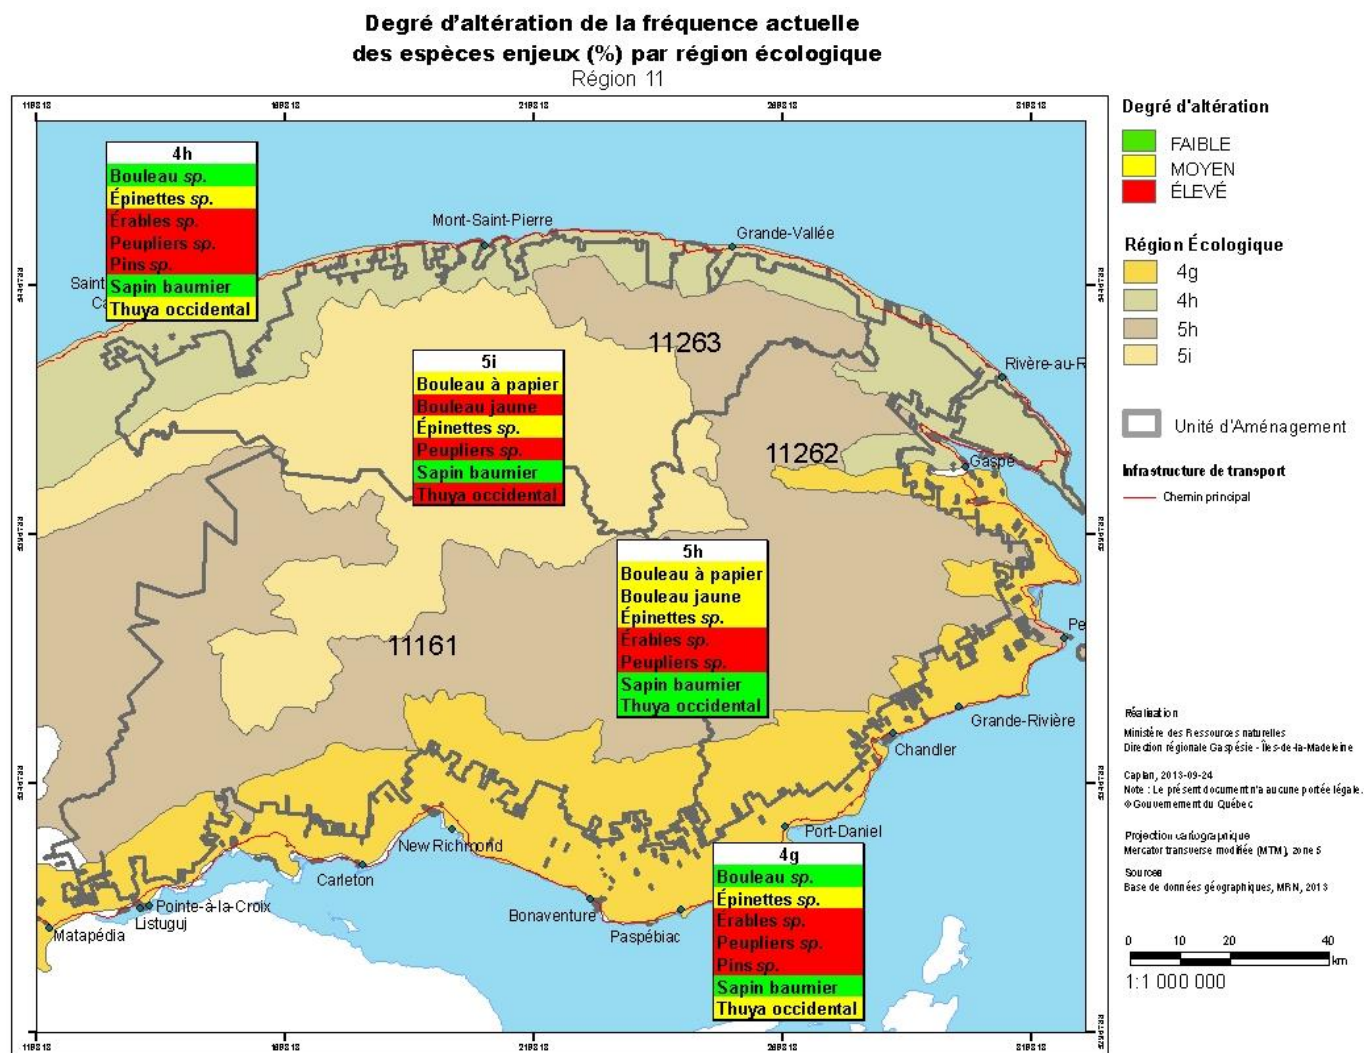 Degré d'altération de la fréquence actuelle
des espèces enjeux (%) par région écologique
Région 11
4h
Bouleau sp.
Épinettes sp.
Érables sp.
Peupliers sp.
Pins sp.
Sapin baumier
Thuya occidental
Mont-Saint-Pierre
Grande-Vallée
Saint
11263
Rivère-au-R
5i
Bouleau à papier
Bouleau jaune
Épinettes sp.
Peupliers sp.
Sapin baumier
Thuya occidental
11262
Gaspé
5h
Bouleau à papier
Bouleau jaune
Épinettes sp.
Érables sp.
Peupliers sp.
Sapin baumier
Thuya occidental
11161
Pe
Grande-Rivière
Chandler
Port-Daniel
New Richmond
Carleton
Bonaventure
Paspébiac
Pointe-à-la-Croix
Listuguj
Matapédia
4g
Bouleau sp.
Épinettes sp.
Érables sp.
Peupliers sp.
Pins sp.
Sapin baumier
Thuya occidental
Degré d'altération
FAIBLE
MOYEN
ÉLEVÉ
Région Écologique
4g
4h
5h
5i
Unité d'Aménagement
Infrastructure de transport
Chemin principal
Réalisation
Ministère des Ressources naturelles
Direction régionale Gaspésie - Îles-de-la-Madeleine
Caplan, 2013-09-24
Note : Le présent document n'a aucune portée légale.
© Gouvernement du Québec
Projection cartographique
Mercator transverse modifiée (MTM), zone 5
Sources
Base de données géographiques, MRN, 2013
0 10 20 40
km
1:1 000 000